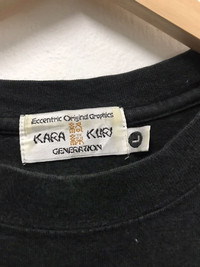 Eccentric Original Graphics
KARA KURI
GENERATION
L